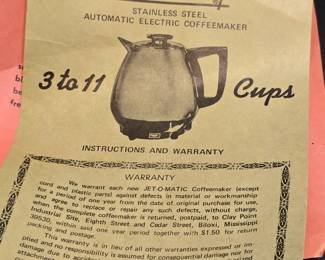 STAINLESS STEEL
AUTOMATIC ELECTRIC COFFEEMAKER
3 to 11 Cups
INSTRUCTIONS AND WARRANTY
WARRANTY
We warrant each new JET-O-MATIC Coffeemaker (except
cord and plastic parts) against defects in material or workmanship
for a period of one year from the date of original purchase for use,
and agree to replace or repair any such defects, without charge,
when the complete coffeemaker is returned, postpaid, to Clay Point
Industrial Site, Eighth Street and Cedar Street, Biloxi, Mississippi
39530, within said one year period together with $1.50 for return
packing and postage.
This warranty is in lieu of all other warranties expressed or im-
plied and no responsibility is assumed for consequential damage nor for
damage due to